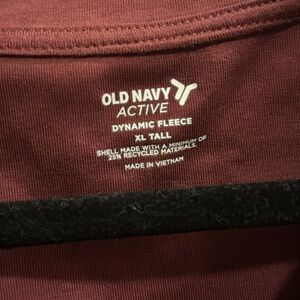 OLD NAVY
ACTIVE
DYNAMIC FLEECE
XL TALL
SHELL MADE WITH A MINIMUM OF
25% RECYCLED MATERIALS.
MADE IN VIETNAM